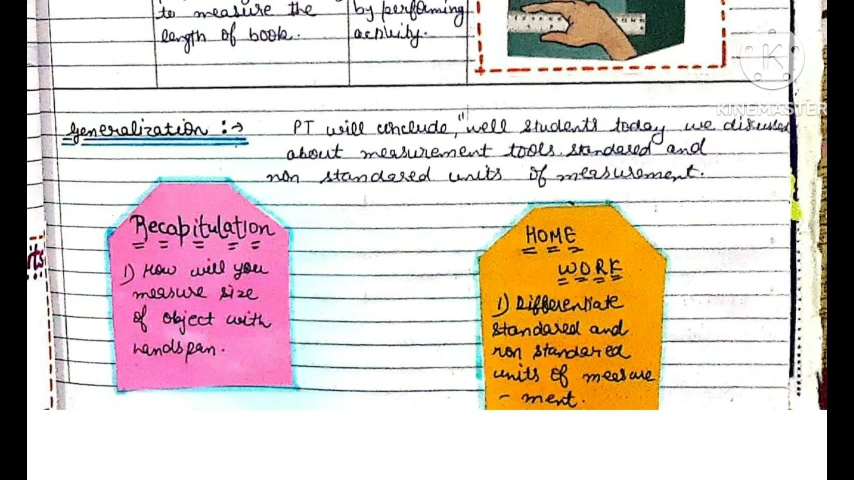 to measure the
length of book.
by performing
activity.
KINEMASTER
Generalization :→ PT will conclude, "well students today we discussed
about measurement tools standared and
non standared units of measurement.
Recapitulation
1) How will you
measure size
of object with
handspan.
HOME
WORK
1) Differentiate
standared and
non standared
units of measure
- ment.